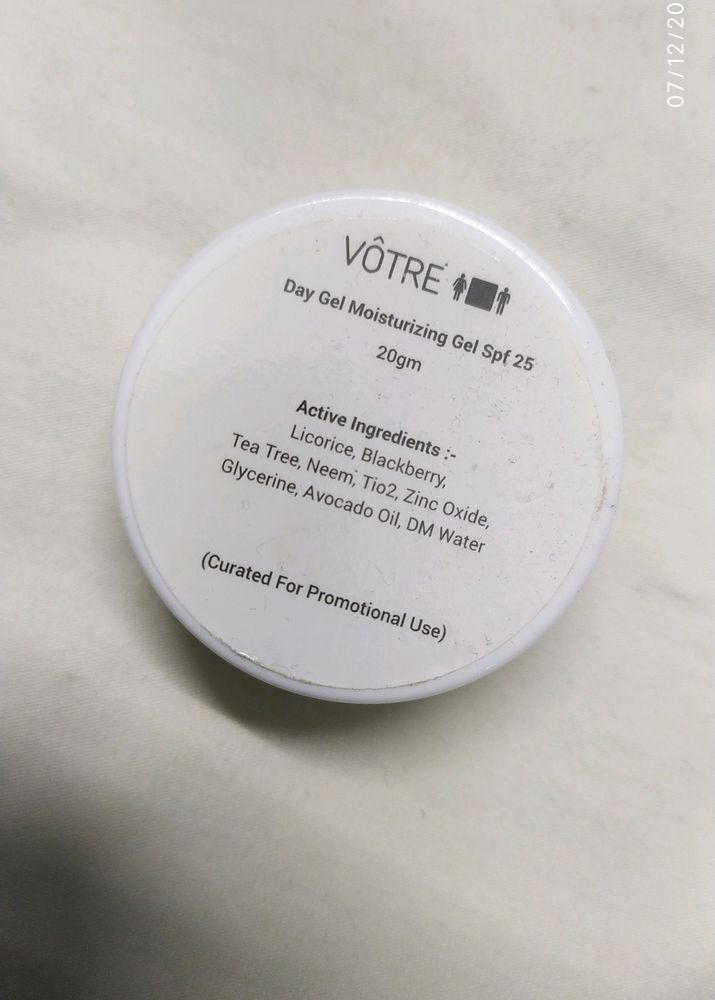 VÔTRE
Day Gel Moisturizing Gel Spf 25
20gm
Active Ingredients :-
Licorice, Blackberry,
Tea Tree, Neem, Tio2, Zinc Oxide,
Glycerine, Avocado Oil, DM Water
(Curated For Promotional Use)
07/12/20